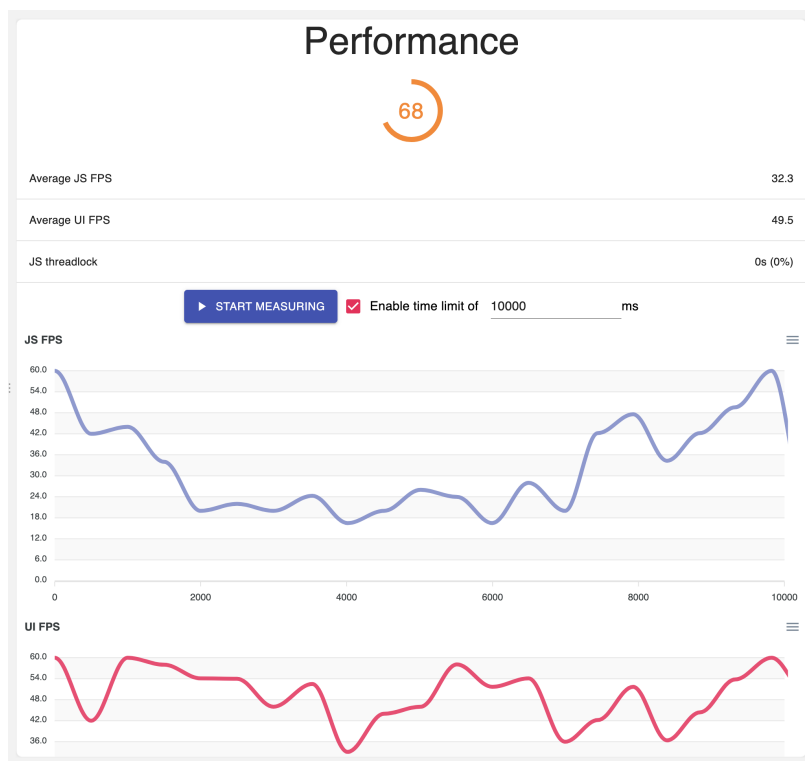 Performance
68
Average JS FPS 32.3
Average UI FPS 49.5
JS threadlock 0s (0%)
START MEASURING Enable time limit of 10000 ms
JS FPS
60.0
54.0
48.0
42.0
36.0
30.0
24.0
18.0
12.0
6.0
0.0
0 2000 4000 6000 8000 10000
UI FPS
60.0
54.0
48.0
42.0
36.0